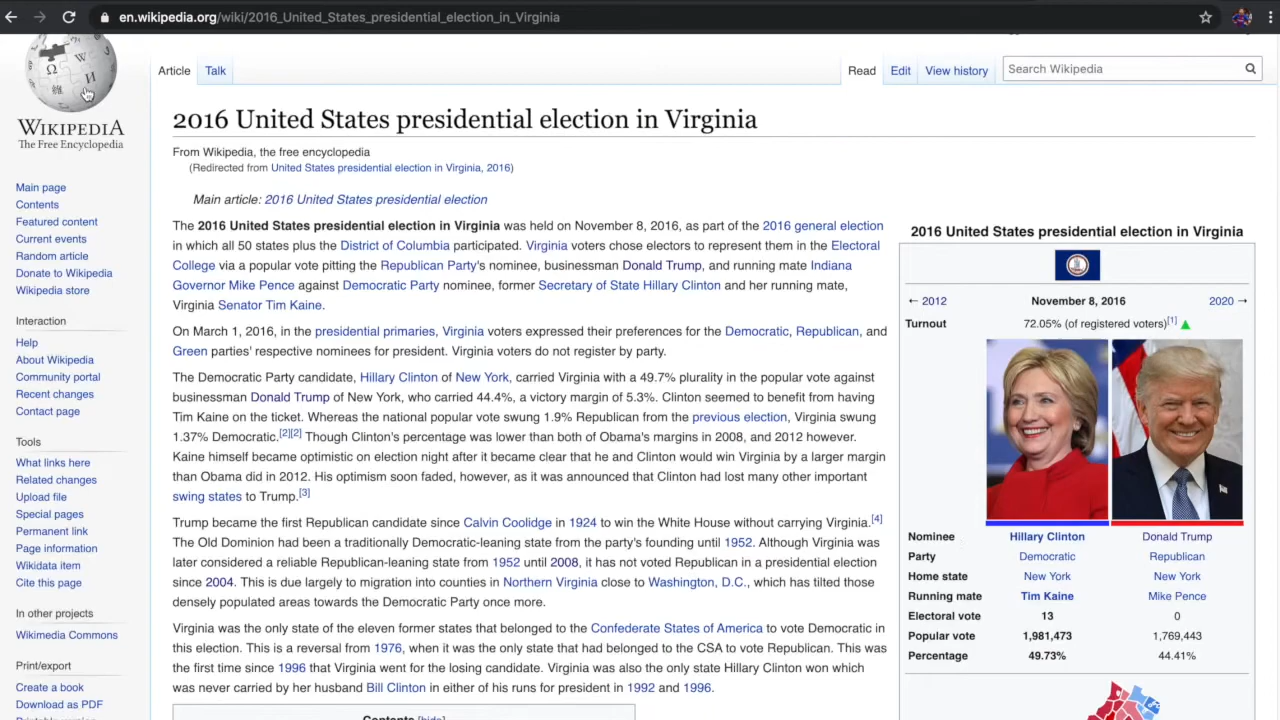 en.wikipedia.org/wiki/2016_United_States_presidential_election_in_Virginia
WIKIPEDIA
The Free Encyclopedia
Main page
Contents
Featured content
Current events
Random article
Donate to Wikipedia
Wikipedia store
Interaction
Help
About Wikipedia
Community portal
Recent changes
Contact page
Tools
What links here
Related changes
Upload file
Special pages
Permanent link
Page information
Wikidata item
Cite this page
In other projects
Wikimedia Commons
Print/export
Create a book
Download as PDF
Article Talk
Read Edit View history
Search Wikipedia
2016 United States presidential election in Virginia
From Wikipedia, the free encyclopedia
(Redirected from United States presidential election in Virginia, 2016)
Main article: 2016 United States presidential election
The 2016 United States presidential election in Virginia was held on November 8, 2016, as part of the 2016 general election
in which all 50 states plus the District of Columbia participated. Virginia voters chose electors to represent them in the Electoral
College via a popular vote pitting the Republican Party's nominee, businessman Donald Trump, and running mate Indiana
Governor Mike Pence against Democratic Party nominee, former Secretary of State Hillary Clinton and her running mate,
Virginia Senator Tim Kaine.
On March 1, 2016, in the presidential primaries, Virginia voters expressed their preferences for the Democratic, Republican, and
Green parties' respective nominees for president. Virginia voters do not register by party.
The Democratic Party candidate, Hillary Clinton of New York, carried Virginia with a 49.7% plurality in the popular vote against
businessman Donald Trump of New York, who carried 44.4%, a victory margin of 5.3%. Clinton seemed to benefit from having
Tim Kaine on the ticket. Whereas the national popular vote swung 1.9% Republican from the previous election, Virginia swung
1.37% Democratic.[2][2] Though Clinton's percentage was lower than both of Obama's margins in 2008, and 2012 however.
Kaine himself became optimistic on election night after it became clear that he and Clinton would win Virginia by a larger margin
than Obama did in 2012. His optimism soon faded, however, as it was announced that Clinton had lost many other important
swing states to Trump.[3]
Trump became the first Republican candidate since Calvin Coolidge in 1924 to win the White House without carrying Virginia.[4]
The Old Dominion had been a traditionally Democratic-leaning state from the party's founding until 1952. Although Virginia was
later considered a reliable Republican-leaning state from 1952 until 2008, it has not voted Republican in a presidential election
since 2004. This is due largely to migration into counties in Northern Virginia close to Washington, D.C., which has tilted those
densely populated areas towards the Democratic Party once more.
Virginia was the only state of the eleven former states that belonged to the Confederate States of America to vote Democratic in
this election. This is a reversal from 1976, when it was the only state that had belonged to the CSA to vote Republican. This was
the first time since 1996 that Virginia went for the losing candidate. Virginia was also the only state Hillary Clinton won which
was never carried by her husband Bill Clinton in either of his runs for president in 1992 and 1996.
Contents [hide]
2016 United States presidential election in Virginia
← 2012 November 8, 2016 2020 →
Turnout 72.05% (of registered voters)[1] ▲
Nominee Hillary Clinton Donald Trump
Party Democratic Republican
Home state New York New York
Running mate Tim Kaine Mike Pence
Electoral vote 13 0
Popular vote 1,981,473 1,769,443
Percentage 49.73% 44.41%